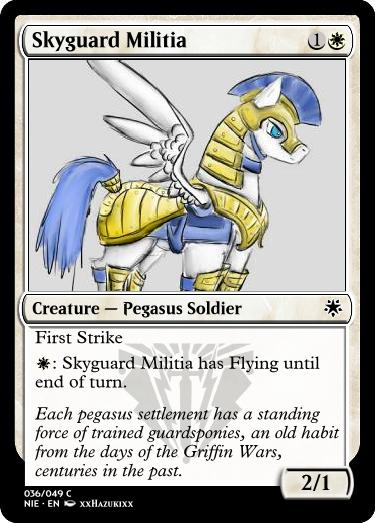 Skyguard Militia 1
Creature — Pegasus Soldier
First Strike
: Skyguard Militia has Flying until
end of turn.
Each pegasus settlement has a standing
force of trained guardsponies, an old habit
from the days of the Griffin Wars,
centuries in the past.
2/1
036/049 C
NIE • EN xxHazukixx